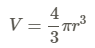 V = \frac{4}{3} \pi r^3